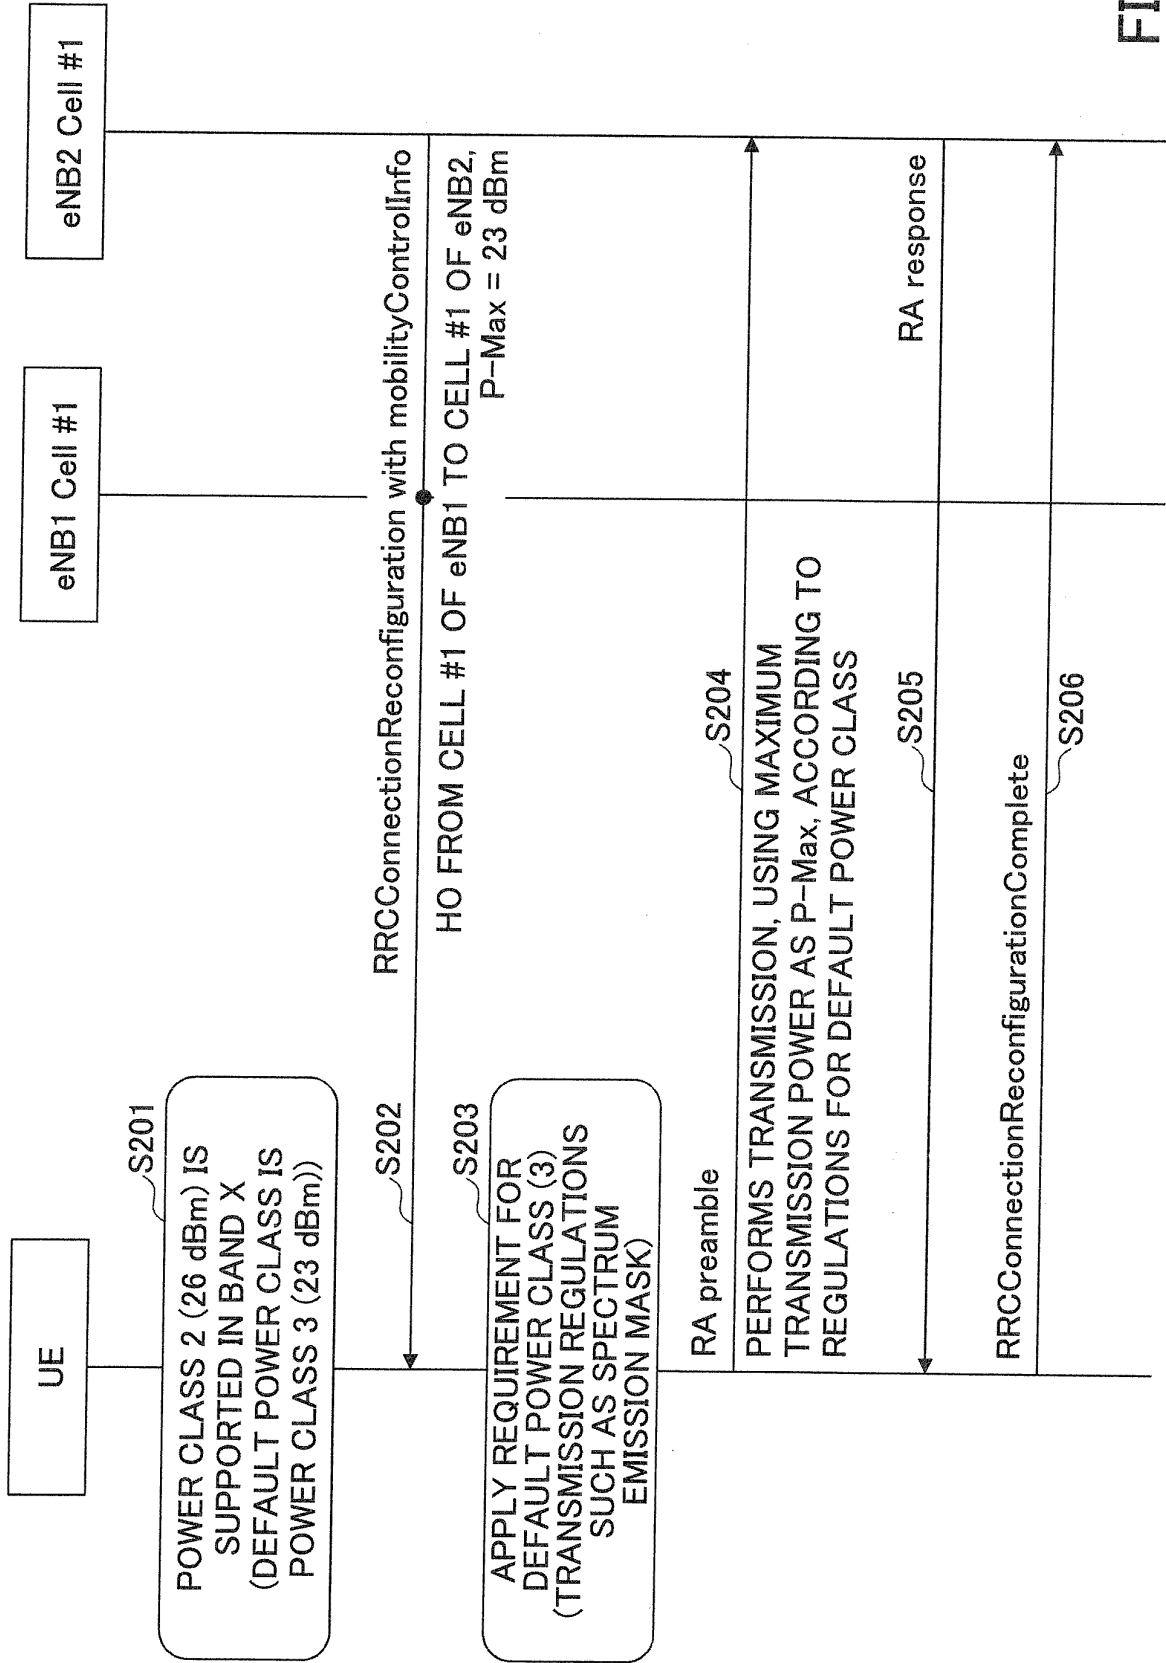 UE
eNB1 Cell #1
eNB2 Cell #1
S201
POWER CLASS 2 (26 dBm) IS
SUPPORTED IN BAND X
(DEFAULT POWER CLASS IS
POWER CLASS 3 (23 dBm))
RRCConnectionReconfiguration with mobilityControlInfo
S202
HO FROM CELL #1 OF eNB1 TO CELL #1 OF eNB2,
P-Max = 23 dBm
S203
APPLY REQUIREMENT FOR
DEFAULT POWER CLASS (3)
(TRANSMISSION REGULATIONS
SUCH AS SPECTRUM
EMISSION MASK)
RA preamble
S204
PERFORMS TRANSMISSION, USING MAXIMUM
TRANSMISSION POWER AS P-Max, ACCORDING TO
REGULATIONS FOR DEFAULT POWER CLASS
RA response
S205
RRCConnectionReconfigurationComplete
S206